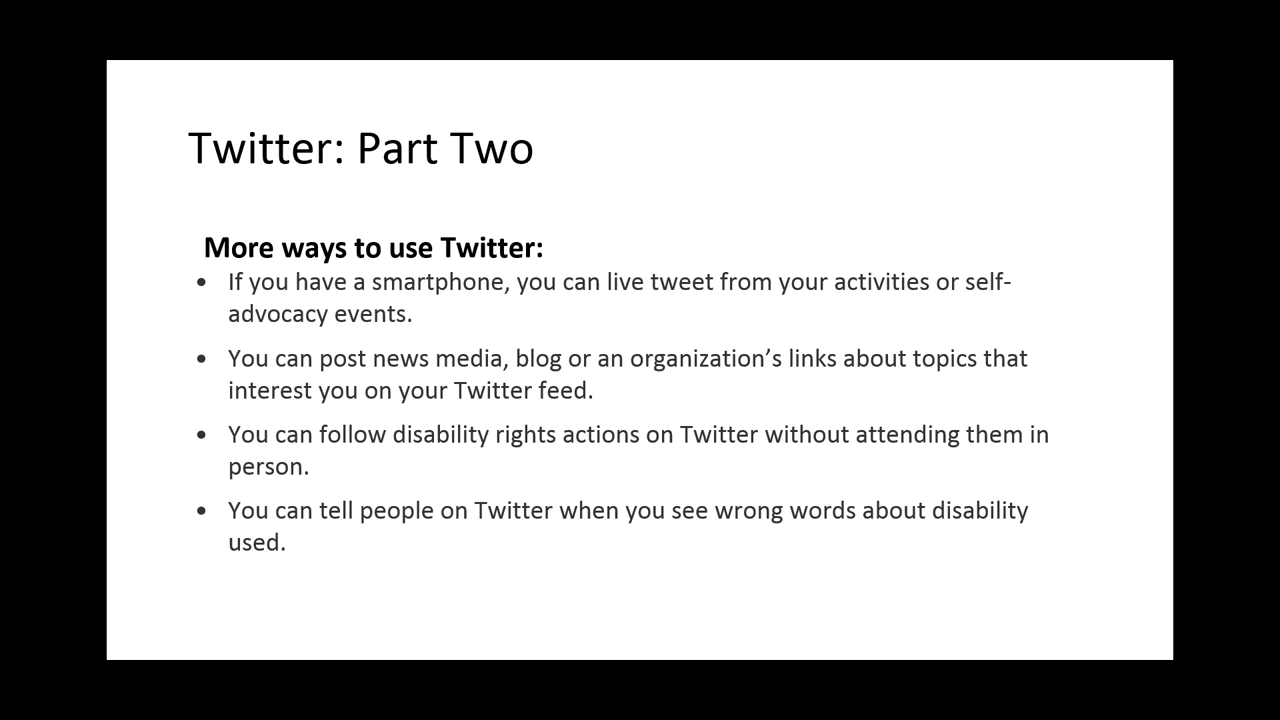 Twitter: Part Two
More ways to use Twitter:
• If you have a smartphone, you can live tweet from your activities or self-
advocacy events.
• You can post news media, blog or an organization’s links about topics that
interest you on your Twitter feed.
• You can follow disability rights actions on Twitter without attending them in
person.
• You can tell people on Twitter when you see wrong words about disability
used.